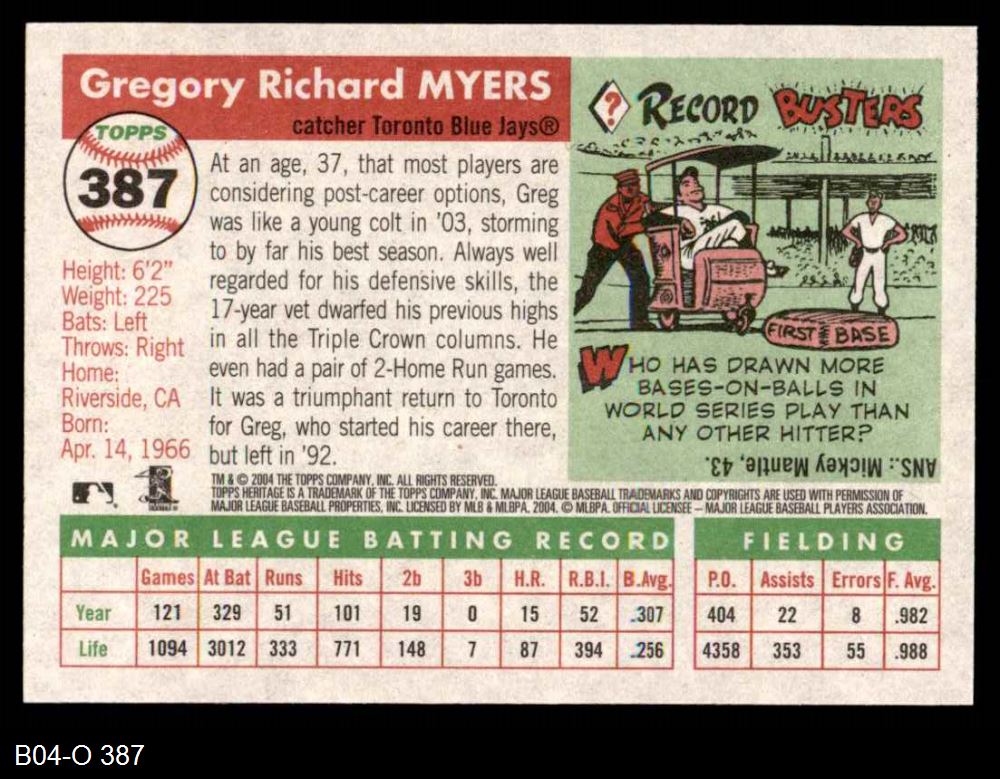 Gregory Richard MYERS
catcher Toronto Blue Jays®
TOPPS
387
Height: 6'2"
Weight: 225
Bats: Left
Throws: Right
Home:
Riverside, CA
Born:
Apr. 14, 1966
At an age, 37, that most players are
considering post-career options, Greg
was like a young colt in '03, storming
to by far his best season. Always well
regarded for his defensive skills, the
17-year vet dwarfed his previous highs
in all the Triple Crown columns. He
even had a pair of 2-Home Run games.
It was a triumphant return to Toronto
for Greg, who started his career there,
but left in '92.
? RECORD BUSTERS
FIRST BASE
WHO HAS DRAWN MORE
BASES-ON-BALLS IN
WORLD SERIES PLAY THAN
ANY OTHER HITTER?
ANS.: Mickey Mantle, 43.
TM & © 2004 THE TOPPS COMPANY, INC. ALL RIGHTS RESERVED.
TOPPS HERITAGE IS A TRADEMARK OF THE TOPPS COMPANY, INC. MAJOR LEAGUE BASEBALL TRADEMARKS AND COPYRIGHTS ARE USED WITH PERMISSION OF
MAJOR LEAGUE BASEBALL PROPERTIES, INC. LICENSED BY MLB & MLBPA. 2004. © MLBPA. OFFICIAL LICENSEE – MAJOR LEAGUE BASEBALL PLAYERS ASSOCIATION.
MAJOR LEAGUE BATTING RECORD FIELDING
Games At Bat Runs Hits 2b 3b H.R. R.B.I. B.Avg. P.O. Assists Errors F. Avg.
Year 121 329 51 101 19 0 15 52 .307 404 22 8 .982
Life 1094 3012 333 771 148 7 87 394 .256 4358 353 55 .988
B04-O 387